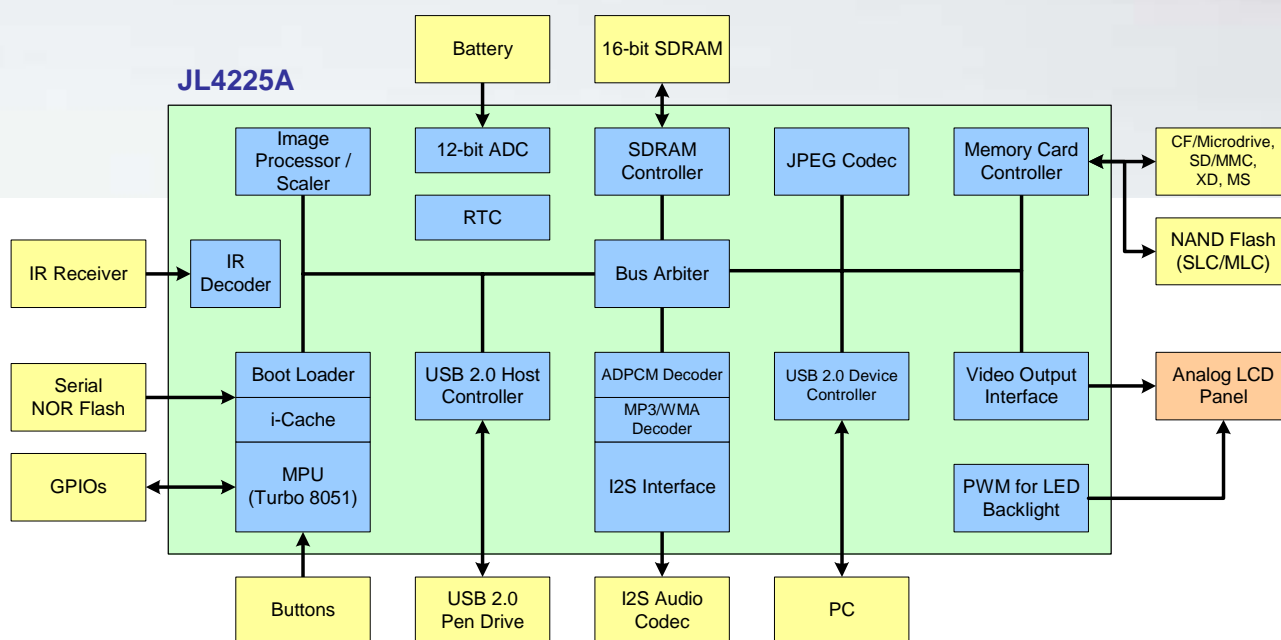 Battery
16-bit SDRAM
JL4225A
Image
Processor /
Scaler
12-bit ADC
SDRAM
Controller
JPEG Codec
Memory Card
Controller
CF/Microdrive,
SD/MMC,
XD, MS
RTC
IR Receiver
IR
Decoder
Bus Arbiter
NAND Flash
(SLC/MLC)
Serial
NOR Flash
Boot Loader
i-Cache
MPU
(Turbo 8051)
USB 2.0 Host
Controller
ADPCM Decoder
MP3/WMA
Decoder
I2S Interface
USB 2.0 Device
Controller
Video Output
Interface
Analog LCD
Panel
GPIOs
PWM for LED
Backlight
Buttons
USB 2.0
Pen Drive
I2S Audio
Codec
PC